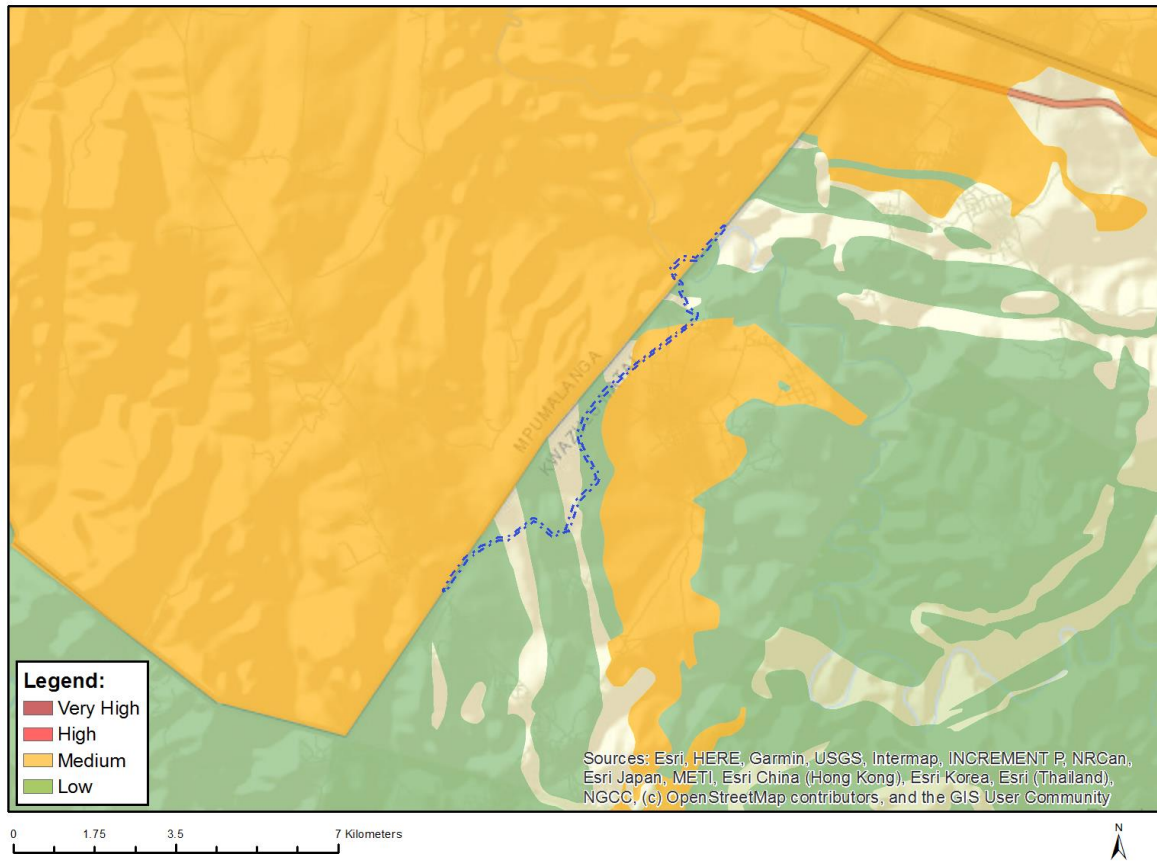 MPUMALANGA
Legend:
Very High
High
Medium
Low
Sources: Esri, HERE, Garmin, USGS, Intermap, INCREMENT P, NRCan,
Esri Japan, METI, Esri China (Hong Kong), Esri Korea, Esri (Thailand),
NGCC, (c) OpenStreetMap contributors, and the GIS User Community
0 1.75 3.5 7 Kilometers
N